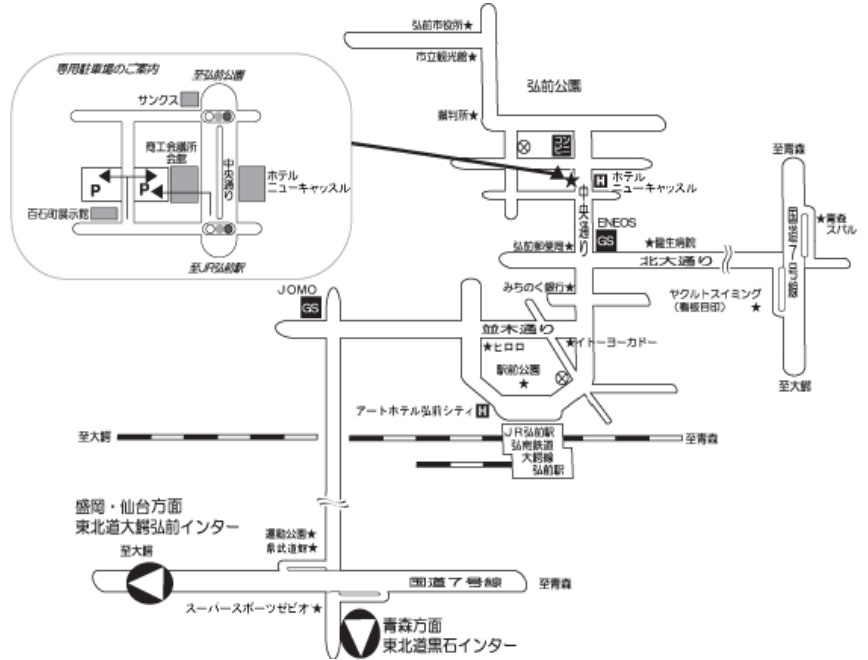 専用駐車場のご案内
至弘前公園
サンクス
商工会議所
会館
中央通り
ホテル
ニューキャッスル
P
P
百石町展示館
至JR弘前駅
弘前市役所★
市立観光館★
弘前公園
裁判所★
コンビニ
H
ホテル
ニューキャッスル
中央通り
ENEOS
GS
弘前郵便局★
★健生病院
北大通り
至青森
★青森
スバル
国道7号線
みちのく銀行★
ヤクルトスイミング
(看板目印) ★
至大鰐
JOMO
GS
並木通り
★ヒロロ
★イトーヨーカドー
駅前公園
★
アートホテル弘前シティ H
至大鰐
JR弘前駅
弘南鉄道
大鰐線
弘前駅
至青森
盛岡・仙台方面
東北道大鰐弘前インター
運動公園★
県武道館★
至大鰐
国道7号線
至青森
スーパースポーツゼビオ★
青森方面
東北道黒石インター